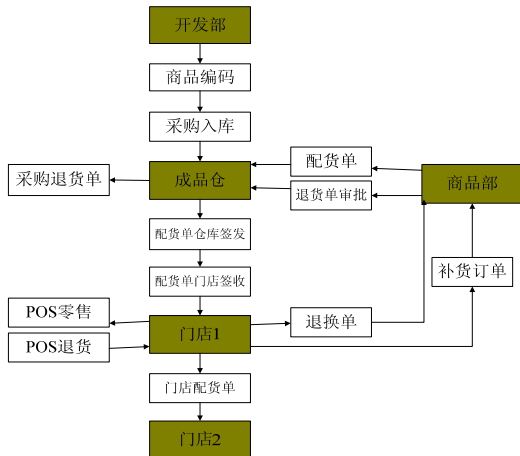 开发部
商品编码
采购入库
配货单
采购退货单
成品仓
退货单审批
商品部
配货单仓库签发
配货单门店签收
补货订单
POS零售
门店1
退换单
POS退货
门店配货单
门店2